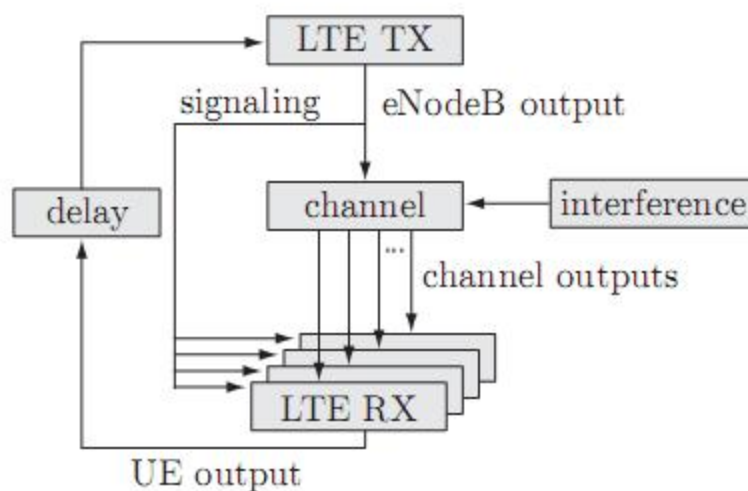 LTE TX
signaling
eNodeB output
delay
channel
interference
...
channel outputs
LTE RX
UE output